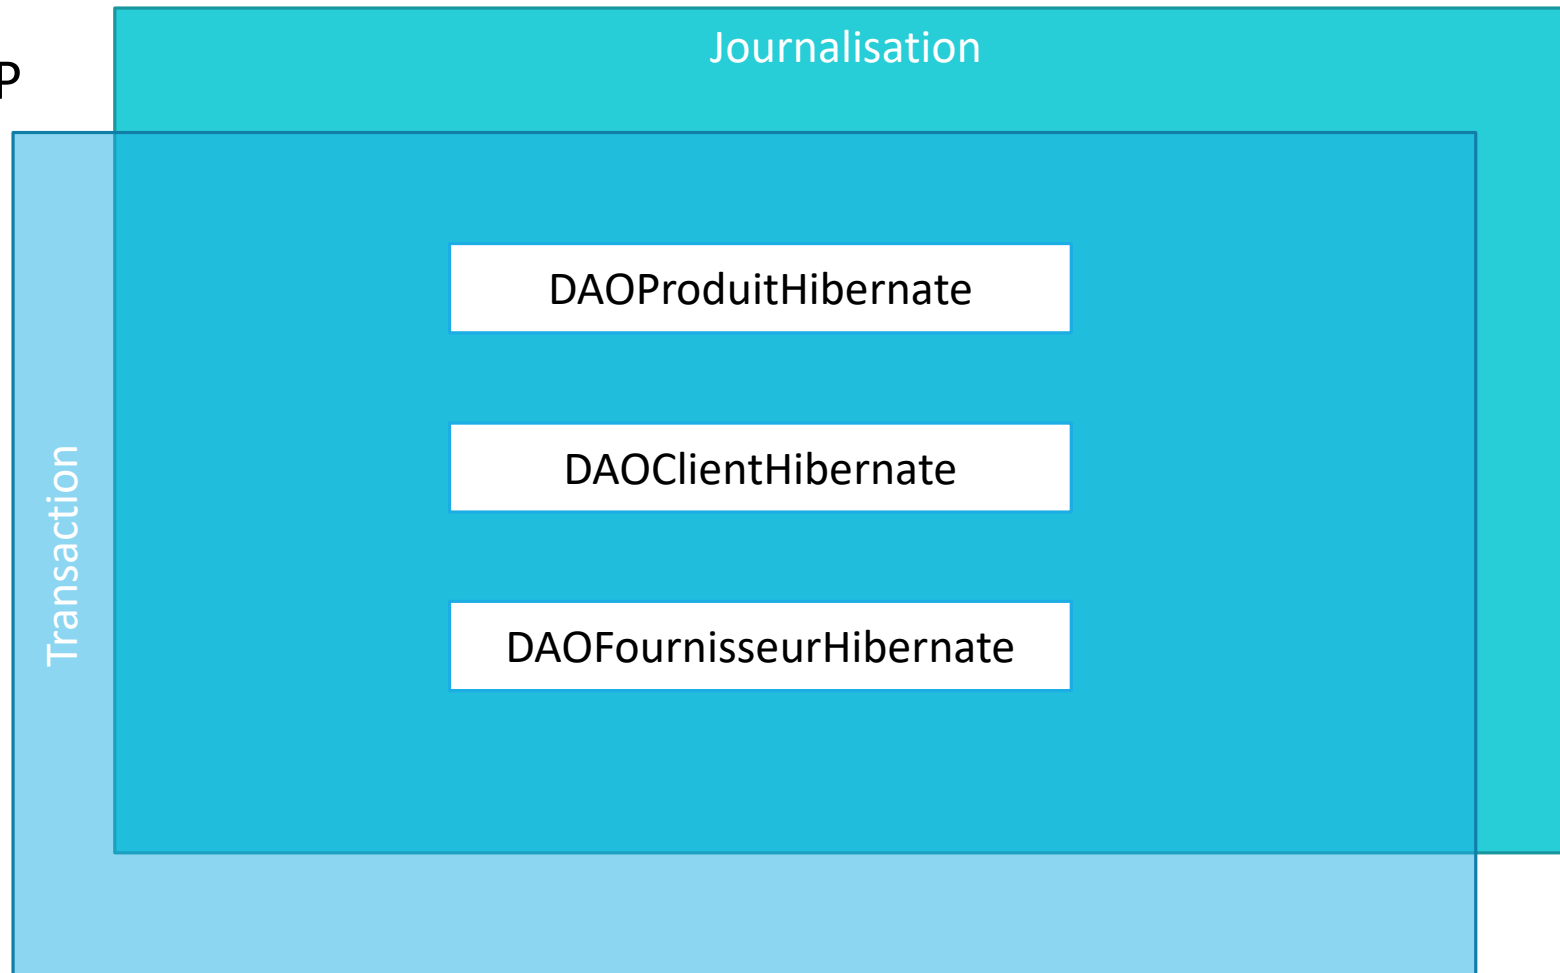 Journalisation
P
DAOProduitHibernate
DAOClientHibernate
Transaction
DAOFournisseurHibernate